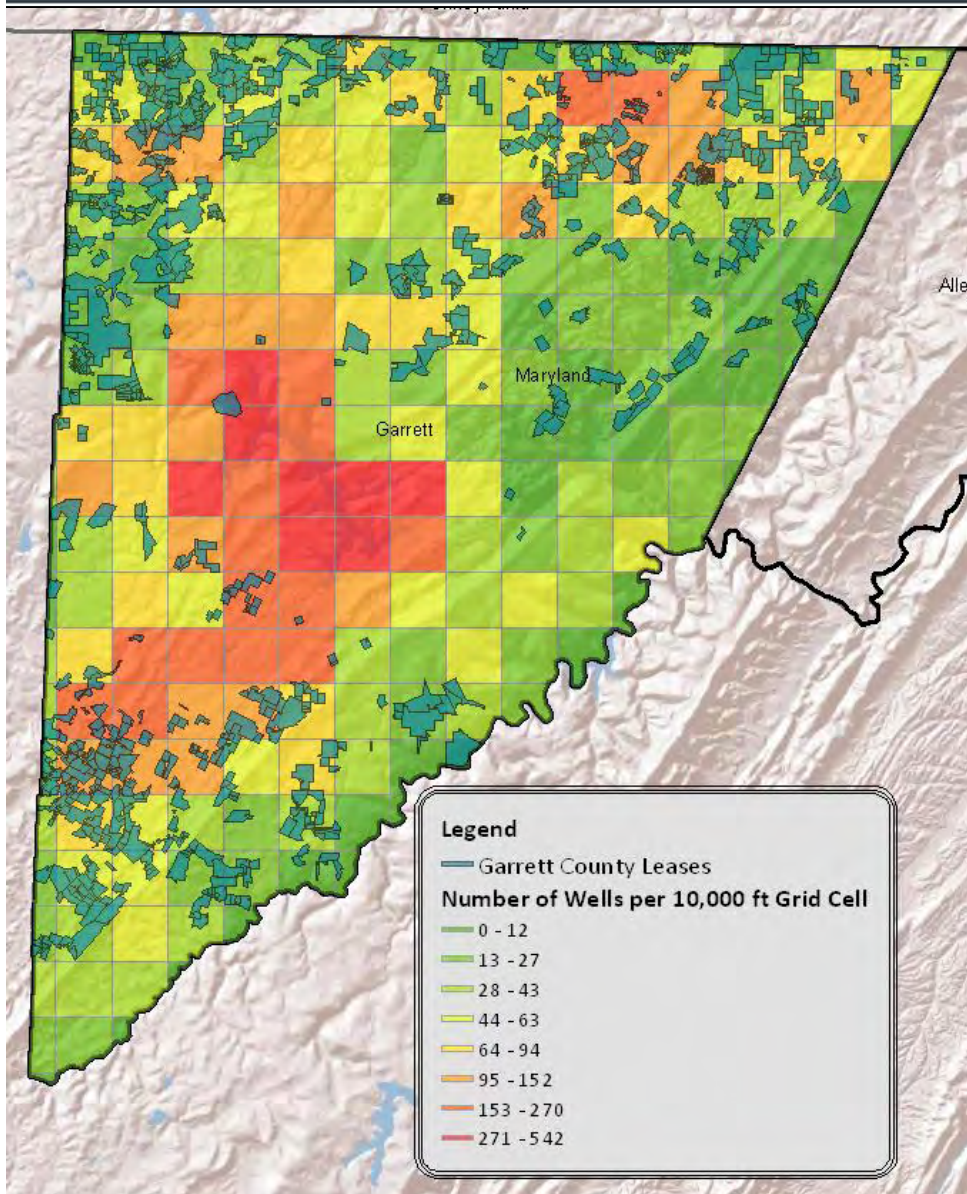 Maryland
Garrett
Alle
Legend
Garrett County Leases
Number of Wells per 10,000 ft Grid Cell
0 - 12
13 - 27
28 - 43
44 - 63
64 - 94
95 - 152
153 - 270
271 - 542